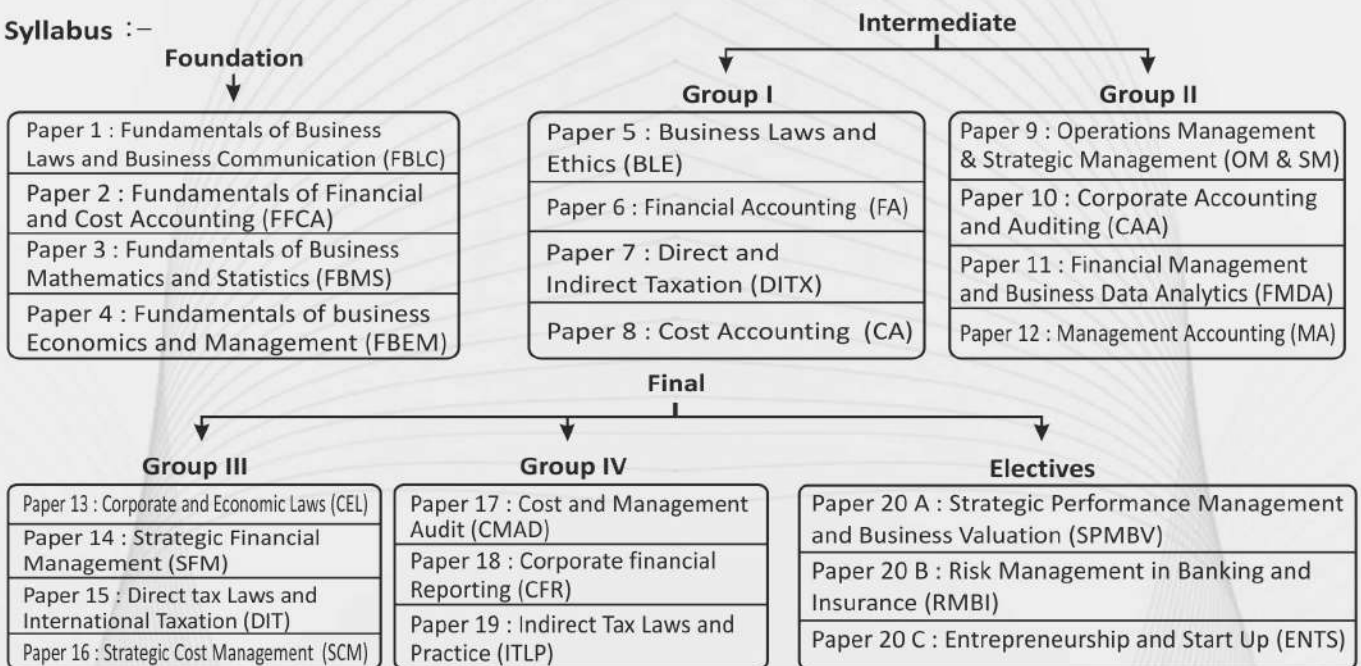 Syllabus :–
Foundation
Paper 1 : Fundamentals of Business
Laws and Business Communication (FBLC)
Paper 2 : Fundamentals of Financial
and Cost Accounting (FFCA)
Paper 3 : Fundamentals of Business
Mathematics and Statistics (FBMS)
Paper 4 : Fundamentals of business
Economics and Management (FBEM)
Intermediate
Group I
Paper 5 : Business Laws and
Ethics (BLE)
Paper 6 : Financial Accounting (FA)
Paper 7 : Direct and
Indirect Taxation (DITX)
Paper 8 : Cost Accounting (CA)
Group II
Paper 9 : Operations Management
& Strategic Management (OM & SM)
Paper 10 : Corporate Accounting
and Auditing (CAA)
Paper 11 : Financial Management
and Business Data Analytics (FMDA)
Paper 12 : Management Accounting (MA)
Final
Group III
Paper 13 : Corporate and Economic Laws (CEL)
Paper 14 : Strategic Financial
Management (SFM)
Paper 15 : Direct tax Laws and
International Taxation (DIT)
Paper 16 : Strategic Cost Management (SCM)
Group IV
Paper 17 : Cost and Management
Audit (CMAD)
Paper 18 : Corporate financial
Reporting (CFR)
Paper 19 : Indirect Tax Laws and
Practice (ITLP)
Electives
Paper 20 A : Strategic Performance Management
and Business Valuation (SPMBV)
Paper 20 B : Risk Management in Banking and
Insurance (RMBI)
Paper 20 C : Entrepreneurship and Start Up (ENTS)